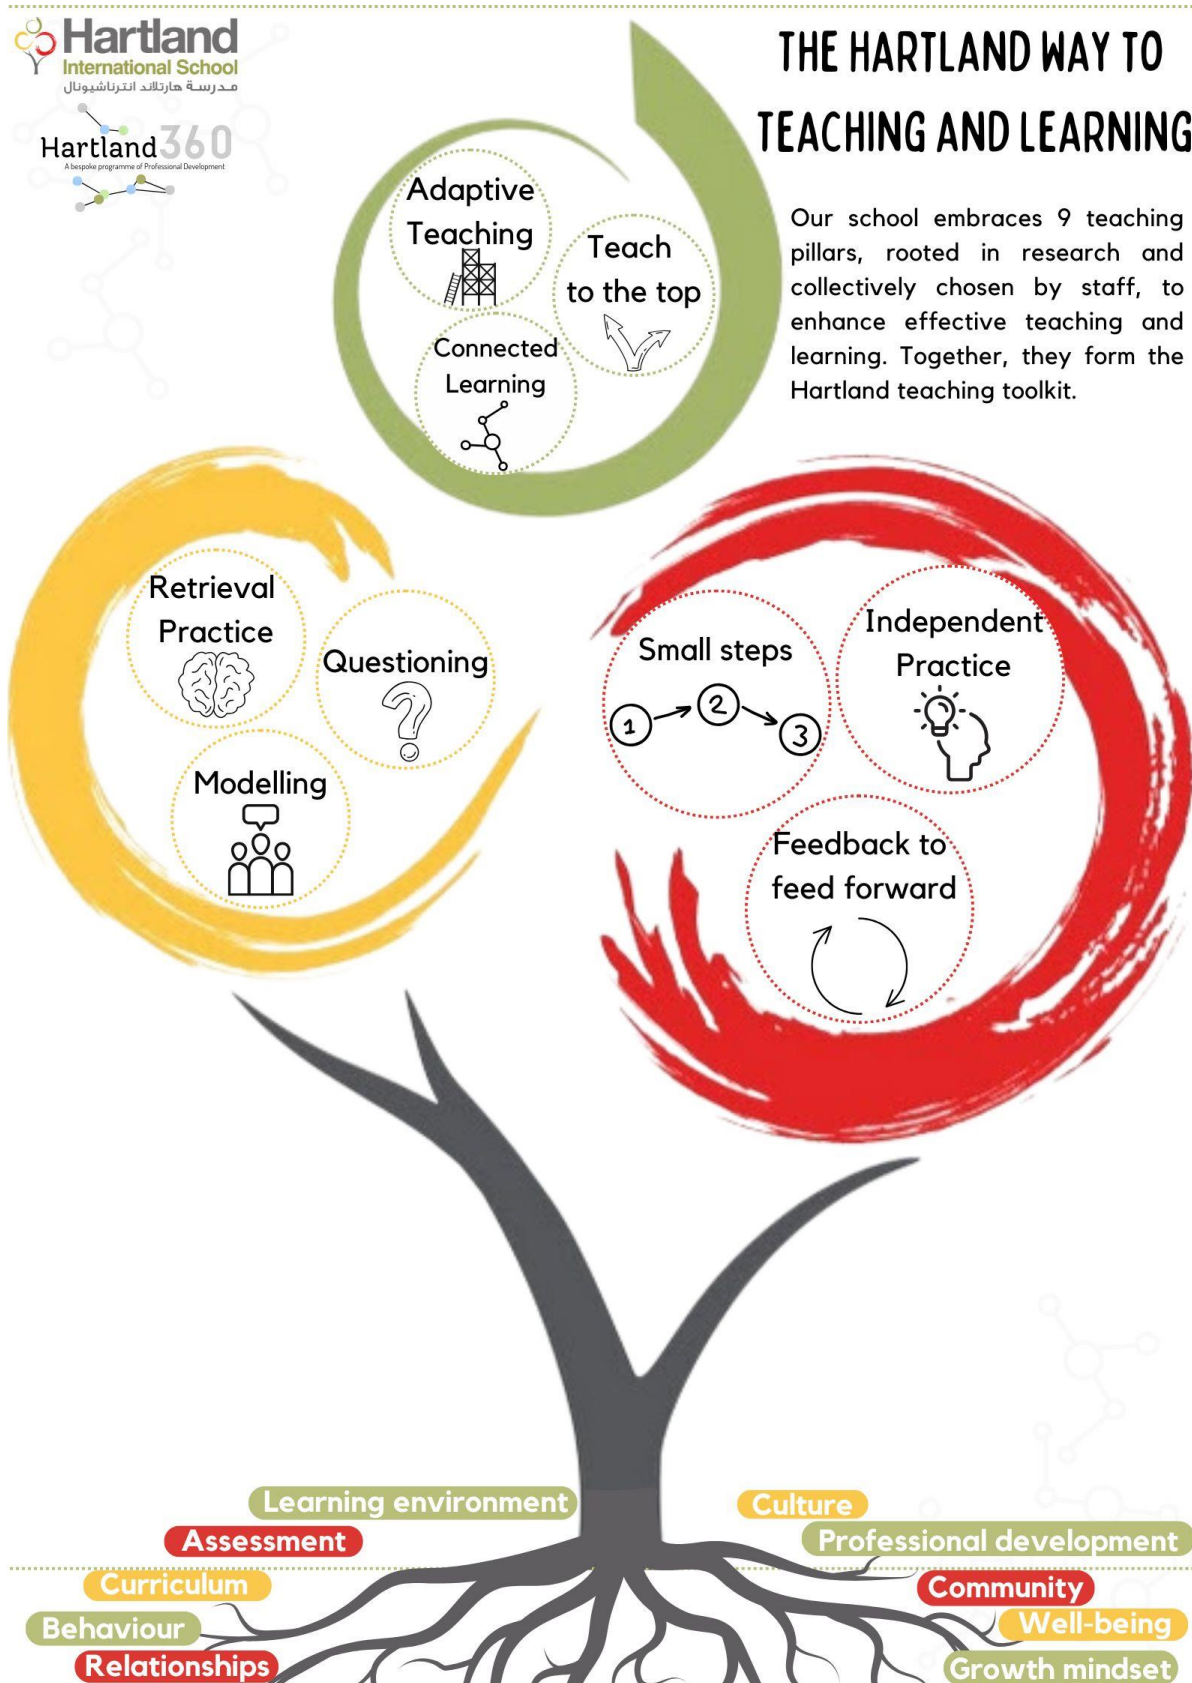 Hartland
International School
مدرسة هارتلاند انترناشيونال
Hartland360
A bespoke programme of Professional Development
THE HARTLAND WAY TO
TEACHING AND LEARNING
Our school embraces 9 teaching
pillars, rooted in research and
collectively chosen by staff, to
enhance effective teaching and
learning. Together, they form the
Hartland teaching toolkit.
Adaptive
Teaching
Teach
to the top
Connected
Learning
Retrieval
Practice
Questioning
?
Modelling
Small steps
1
2
3
Independent
Practice
Feedback to
feed forward
Learning environment
Assessment
Curriculum
Behaviour
Relationships
Culture
Professional development
Community
Well-being
Growth mindset